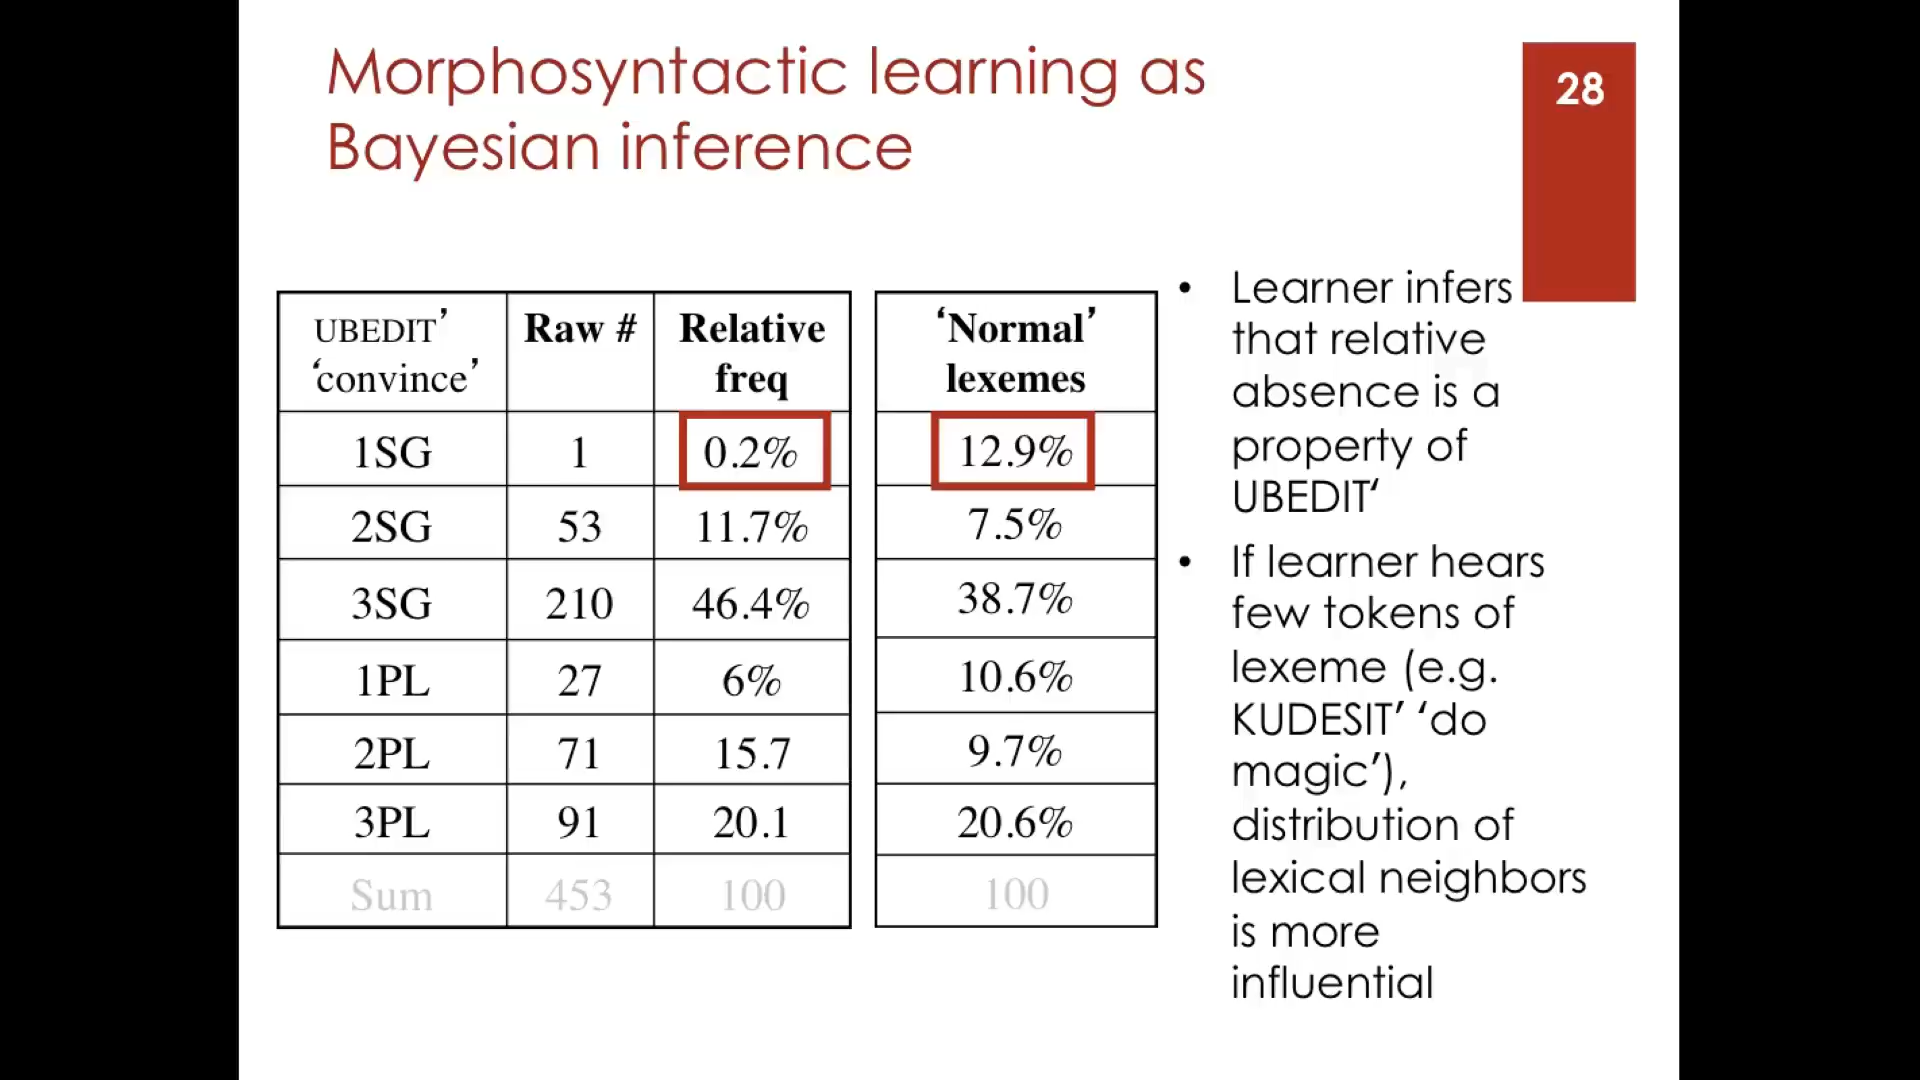 Morphosyntactic learning as
Bayesian inference
28
UBEDIT’ Raw # Relative
‘convince’ freq
1SG 1 0.2%
2SG 53 11.7%
3SG 210 46.4%
1PL 27 6%
2PL 71 15.7
3PL 91 20.1
Sum 453 100
‘Normal’
lexemes
12.9%
7.5%
38.7%
10.6%
9.7%
20.6%
100
• Learner infers
that relative
absence is a
property of
UBEDIT‘
• If learner hears
few tokens of
lexeme (e.g.
KUDESIT’ ‘do
magic’),
distribution of
lexical neighbors
is more
influential